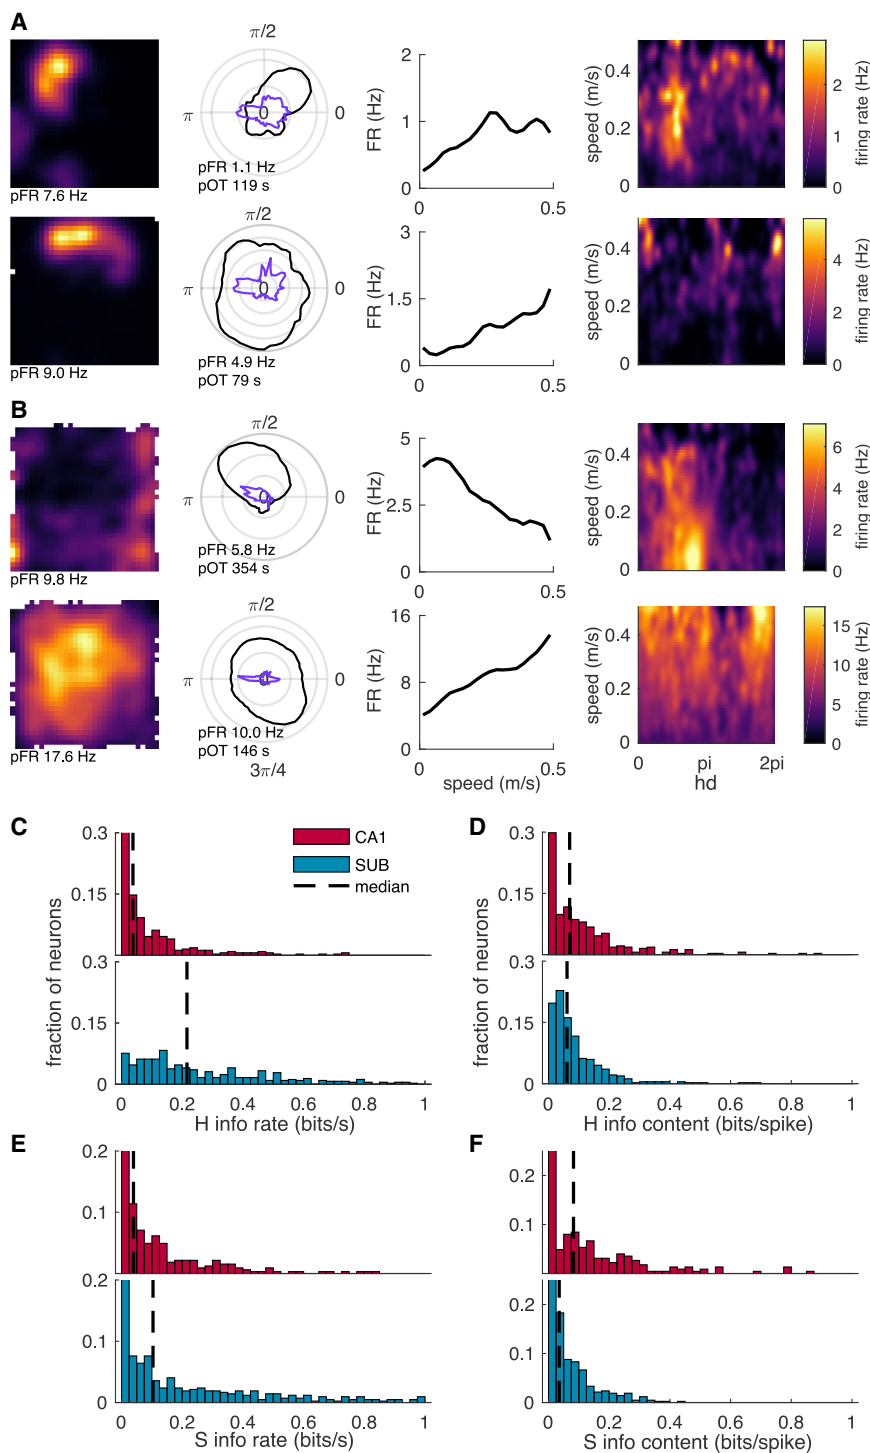 A
π/2
π
0
0
pFR 7.6 Hz
pFR 1.1 Hz
pOT 119 s
FR (Hz)
2
1
0
0
0.5
speed (m/s)
0.4
0.2
0
firing rate (Hz)
2
1
0
π/2
π
0
0
pFR 9.0 Hz
pFR 4.9 Hz
pOT 79 s
FR (Hz)
3
1.5
0
0
0.5
speed (m/s)
0.4
0.2
0
firing rate (Hz)
4
2
0
B
π/2
π
0
0
pFR 9.8 Hz
pFR 5.8 Hz
pOT 354 s
FR (Hz)
5
2.5
0
0
0.5
speed (m/s)
0.4
0.2
0
firing rate (Hz)
6
4
2
0
π/2
π
0
0
pFR 17.6 Hz
pFR 10.0 Hz
pOT 146 s
3π/4
FR (Hz)
16
8
0
0
0.5
speed (m/s)
speed (m/s)
0.4
0.2
0
0
pi
2pi
hd
firing rate (Hz)
15
10
5
0
C
CA1
SUB
median
fraction of neurons
0.3
0.15
0.3
0.15
0
0 0.2 0.4 0.6 0.8 1
H info rate (bits/s)
D
fraction of neurons
0.3
0.15
0.3
0.15
0
0 0.2 0.4 0.6 0.8 1
H info content (bits/spike)
E
0.2
0.1
0.2
0.1
0
0 0.2 0.4 0.6 0.8 1
S info rate (bits/s)
F
0.2
0.1
0.2
0.1
0
0 0.2 0.4 0.6 0.8 1
S info content (bits/spike)